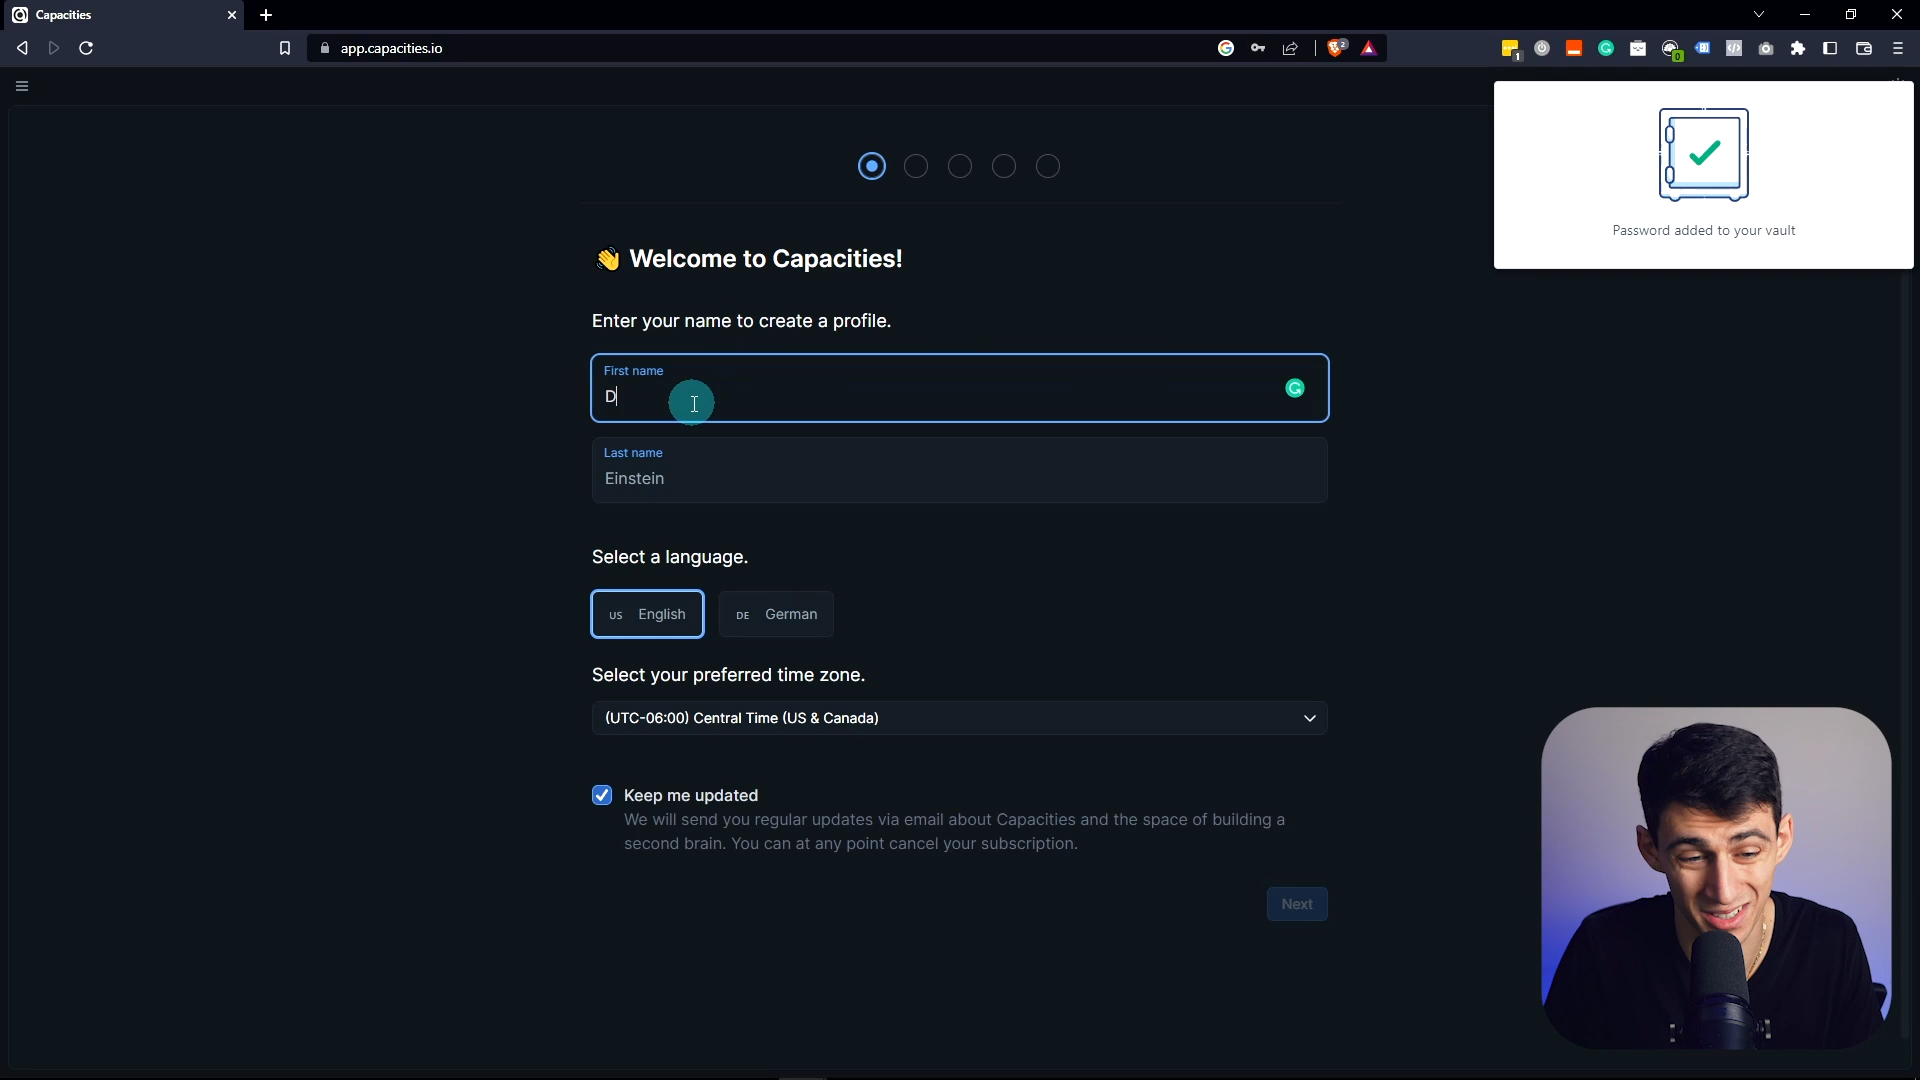 Capacities
app.capacities.io
2
1
0
Password added to your vault
👋 Welcome to Capacities!
Enter your name to create a profile.
First name
D
Last name
Einstein
Select a language.
US English
DE German
Select your preferred time zone.
(UTC-06:00) Central Time (US & Canada)
Keep me updated
We will send you regular updates via email about Capacities and the space of building a
second brain. You can at any point cancel your subscription.
Next